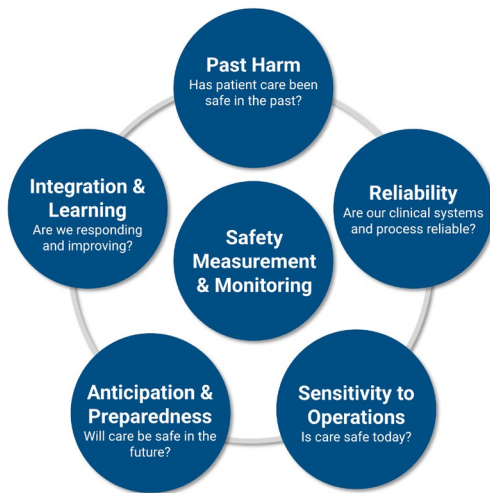 Past Harm
Has patient care been
safe in the past?
Reliability
Are our clinical systems
and process reliable?
Sensitivity to
Operations
Is care safe today?
Anticipation &
Preparedness
Will care be safe in the
future?
Integration &
Learning
Are we responding
and improving?
Safety
Measurement
& Monitoring